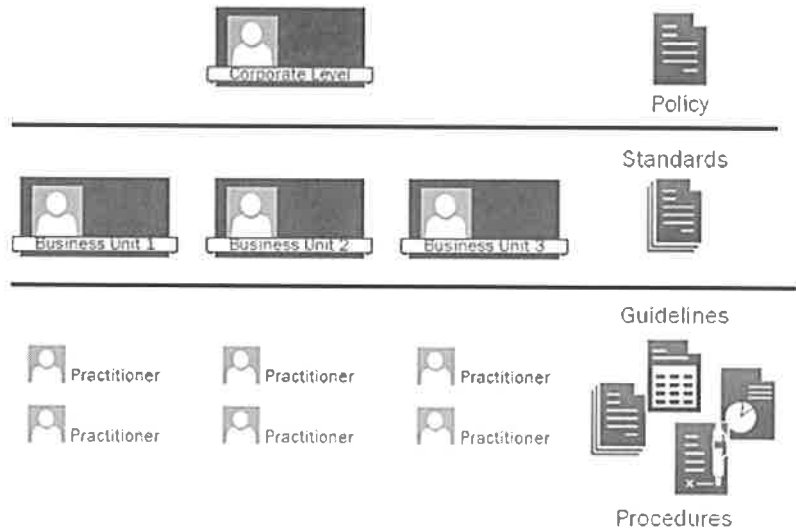 Corporate Level
Policy
Standards
Business Unit 1
Business Unit 2
Business Unit 3
Guidelines
Practitioner
Practitioner
Practitioner
Practitioner
Practitioner
Practitioner
Procedures